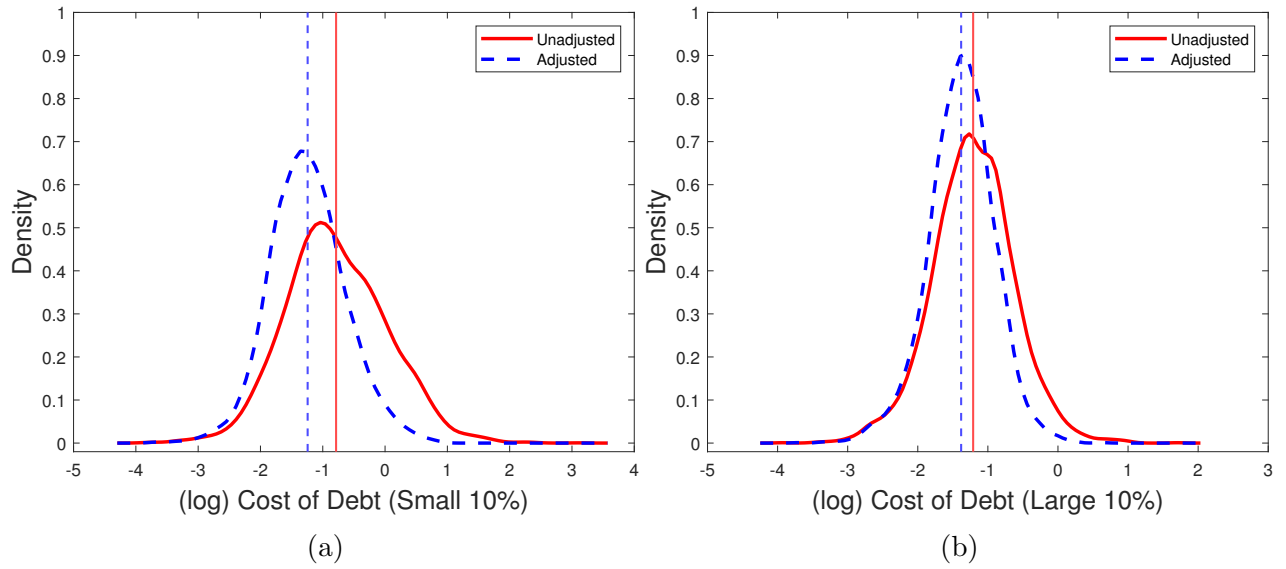 1
0.9
0.8
0.7
0.6
0.5
0.4
0.3
0.2
0.1
0
Density
-5 -4 -3 -2 -1 0 1 2 3 4
(log) Cost of Debt (Small 10%)
Unadjusted
Adjusted
(a)
1
0.9
0.8
0.7
0.6
0.5
0.4
0.3
0.2
0.1
0
Density
-5 -4 -3 -2 -1 0 1 2 3
(log) Cost of Debt (Large 10%)
Unadjusted
Adjusted
(b)